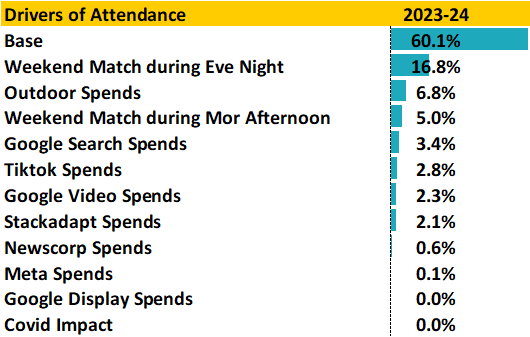 Drivers of Attendance 2023-24
Base 60.1%
Weekend Match during Eve Night 16.8%
Outdoor Spends 6.8%
Weekend Match during Mor Afternoon 5.0%
Google Search Spends 3.4%
Tiktok Spends 2.8%
Google Video Spends 2.3%
Stackadapt Spends 2.1%
Newscorp Spends 0.6%
Meta Spends 0.1%
Google Display Spends 0.0%
Covid Impact 0.0%